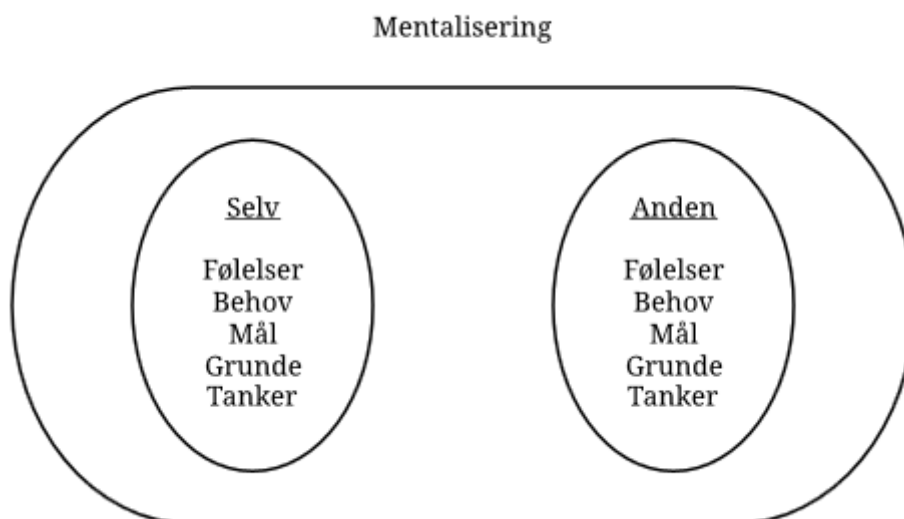 Mentalisering
Selv
Følelser
Behov
Mål
Grunde
Tanker
Anden
Følelser
Behov
Mål
Grunde
Tanker